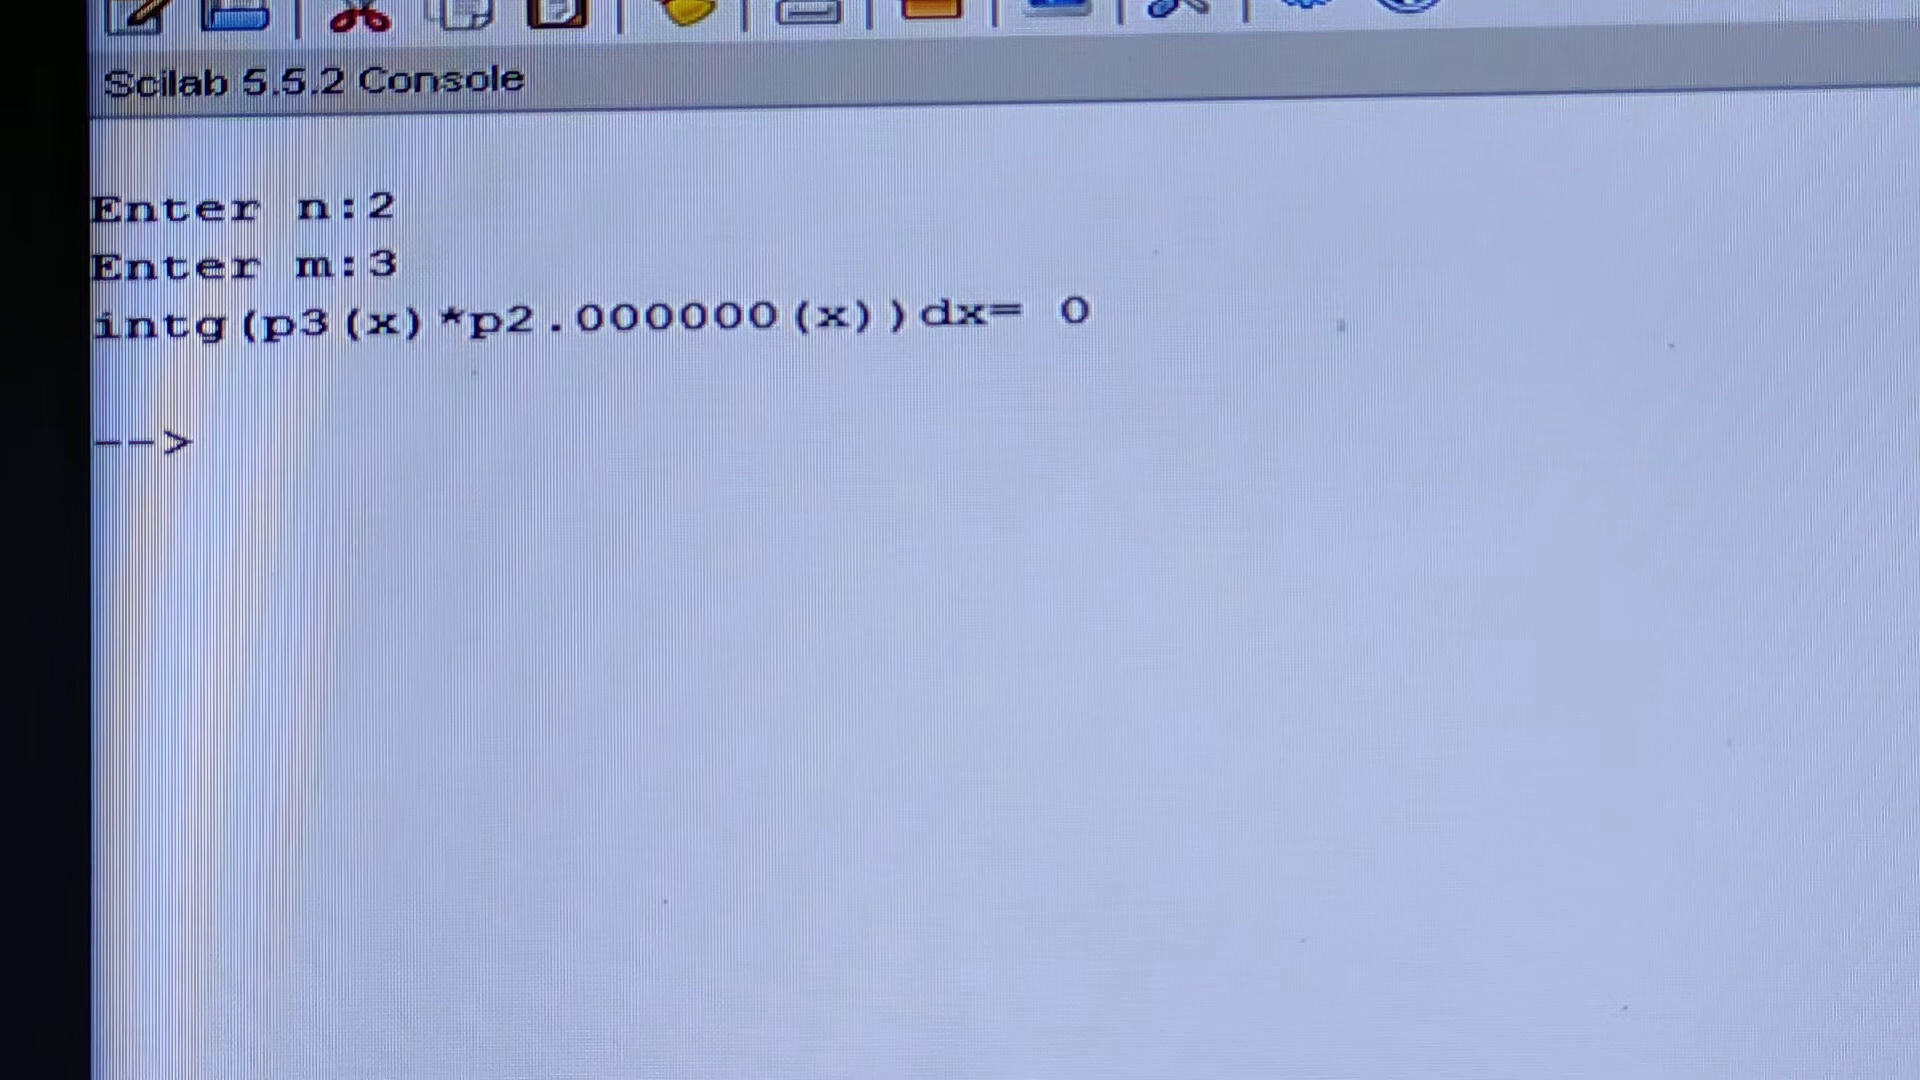 Scilab 5.5.2 Console
Enter n:2
Enter m:3
intg(p3(x)*p2.000000(x))dx= 0
-->